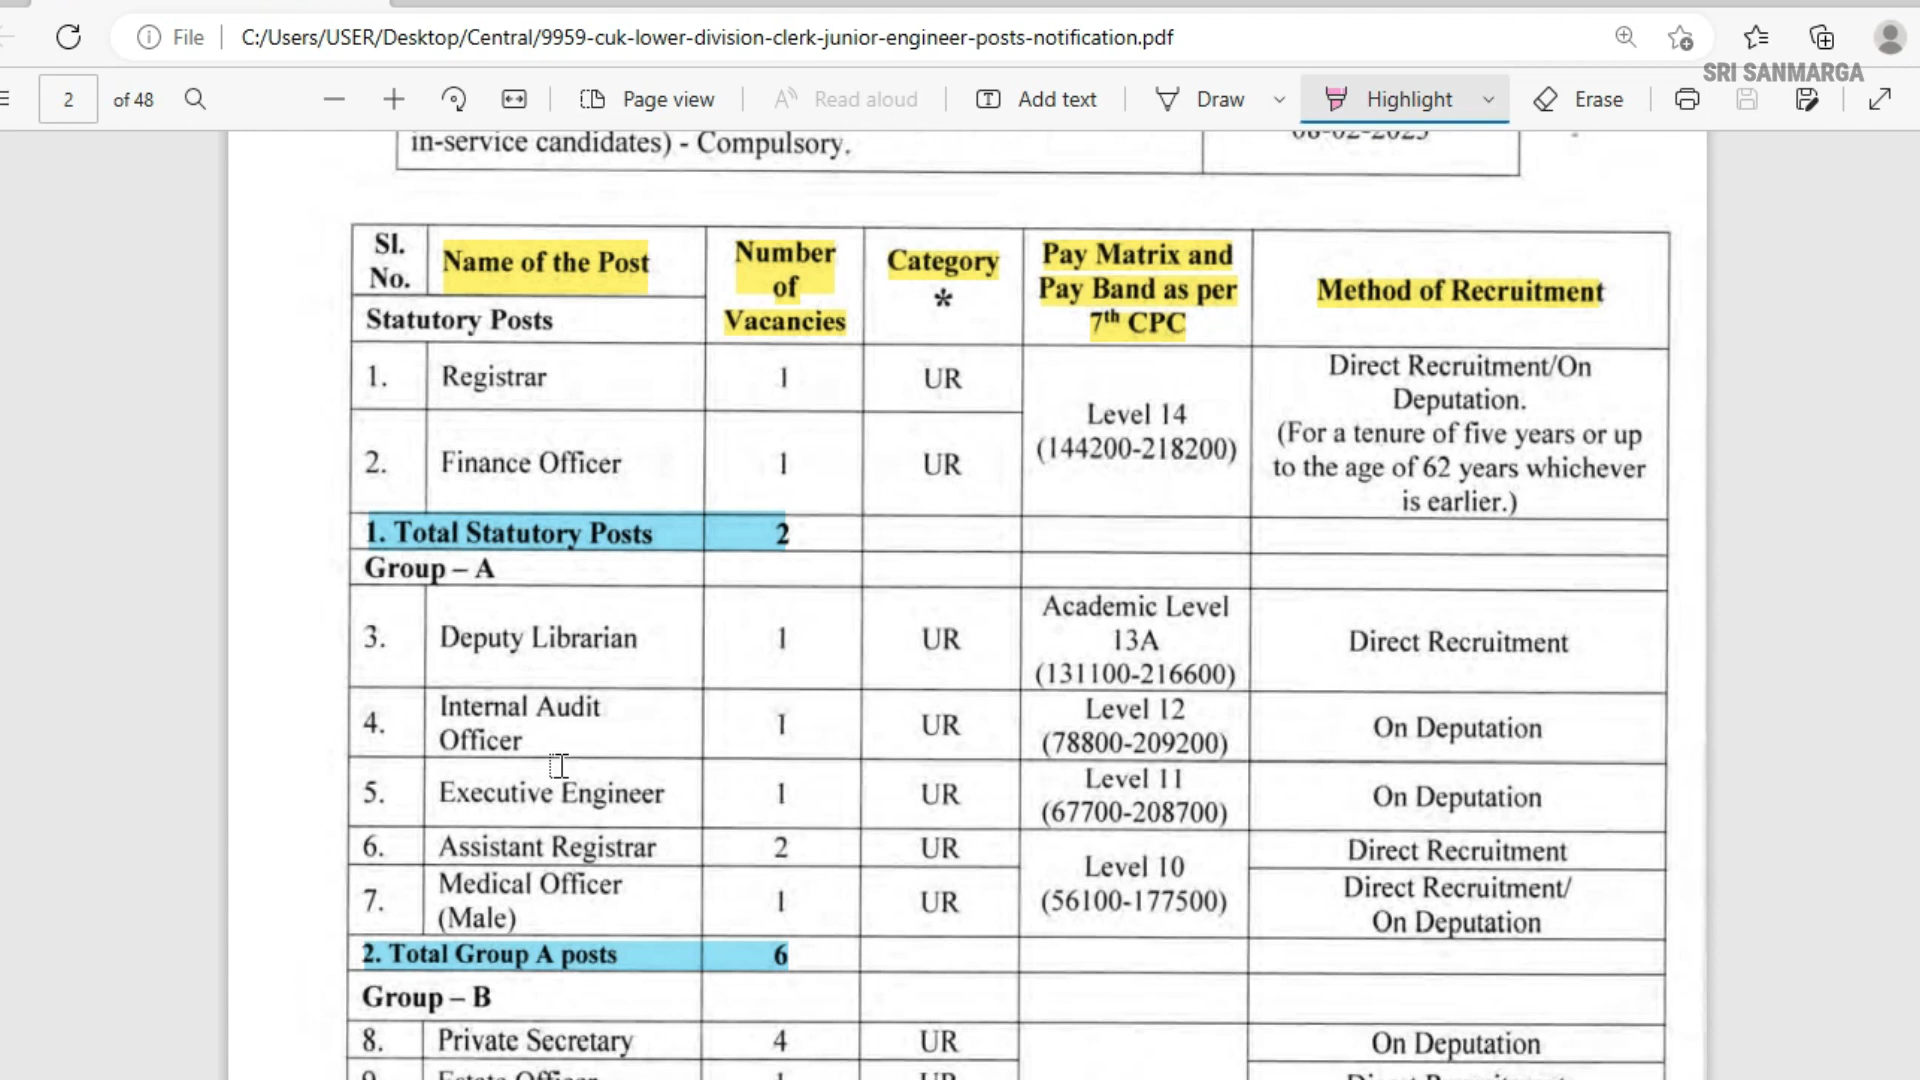 File
C:/Users/USER/Desktop/Central/9959-cuk-lower-division-clerk-junior-engineer-posts-notification.pdf
SRI SANMARGA
2 of 48
Page view
Read aloud
Add text
Draw
Highlight
Erase
in-service candidates) - Compulsory.
Sl. No.
Name of the Post
Statutory Posts
Number
of
Vacancies
Category
*
Pay Matrix and
Pay Band as per
7th CPC
Method of Recruitment
1. Registrar 1 UR
2. Finance Officer 1 UR
Level 14
(144200-218200)
Direct Recruitment/On
Deputation.
(For a tenure of five years or up
to the age of 62 years whichever
is earlier.)
1. Total Statutory Posts 2
Group – A
3. Deputy Librarian 1 UR
Academic Level
13A
(131100-216600)
Direct Recruitment
4. Internal Audit
Officer
1 UR
Level 12
(78800-209200)
On Deputation
5. Executive Engineer 1 UR
Level 11
(67700-208700)
On Deputation
6. Assistant Registrar 2 UR
Level 10
(56100-177500)
Direct Recruitment
7. Medical Officer
(Male)
1 UR
Direct Recruitment/
On Deputation
2. Total Group A posts 6
Group – B
8. Private Secretary 4 UR On Deputation